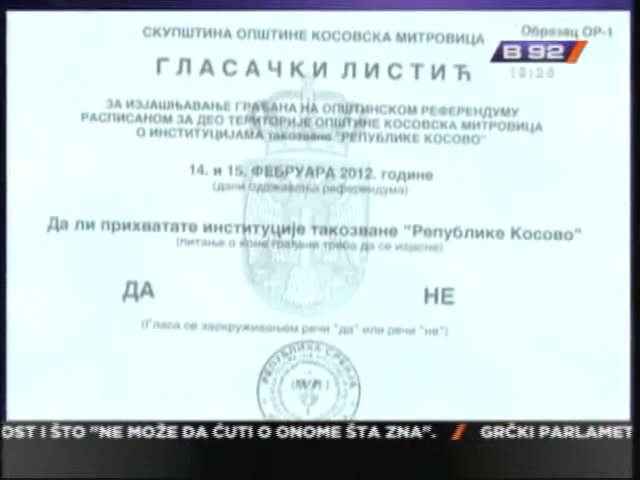 СКУПШТИНА ОПШТИНЕ КОСОВСКА МИТРОВИЦА
Образац ОР-1
B 92
ГЛАСАЧКИ ЛИСТИЋ
ЗА ИЗЈАШЊАВАЊЕ ГРАЂАНА НА ОПШТИНСКОМ РЕФЕРЕНДУМУ
РАСПИСАНОМ ЗА ДЕО ТЕРИТОРИЈЕ ОПШТИНЕ КОСОВСКА МИТРОВИЦА
О ИНСТИТУЦИЈАМА такозване "РЕПУБЛИКЕ КОСОВО"
14. и 15. ФЕБРУАРА 2012. године
(дани одржавања референдума)
Да ли прихватате институције такозване "Републике Косово"
(питање о коме грађани треба да се изјасне)
ДА НЕ
(Гласа се заокруживањем речи "да" или речи "не")
РЕПУБЛИКА СРБИЈА
OST I ŠTO "NE MOŽE DA ĆUTI O ONOME ŠTA ZNA". / GRČKI PARLAMET